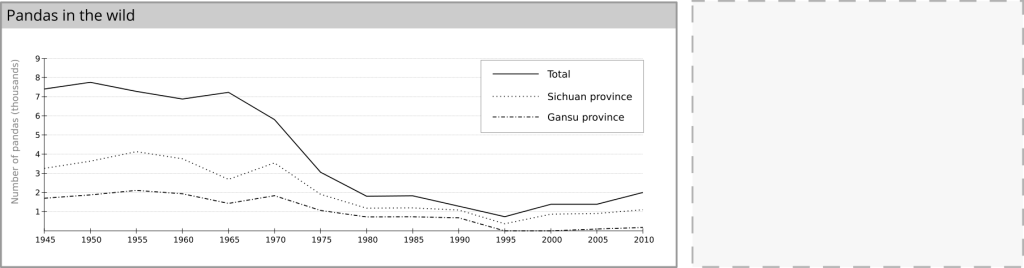 Pandas in the wild
Number of pandas (thousands)
9
8
7
6
5
4
3
2
1
Total
Sichuan province
Gansu province
1945 1950 1955 1960 1965 1970 1975 1980 1985 1990 1995 2000 2005 2010